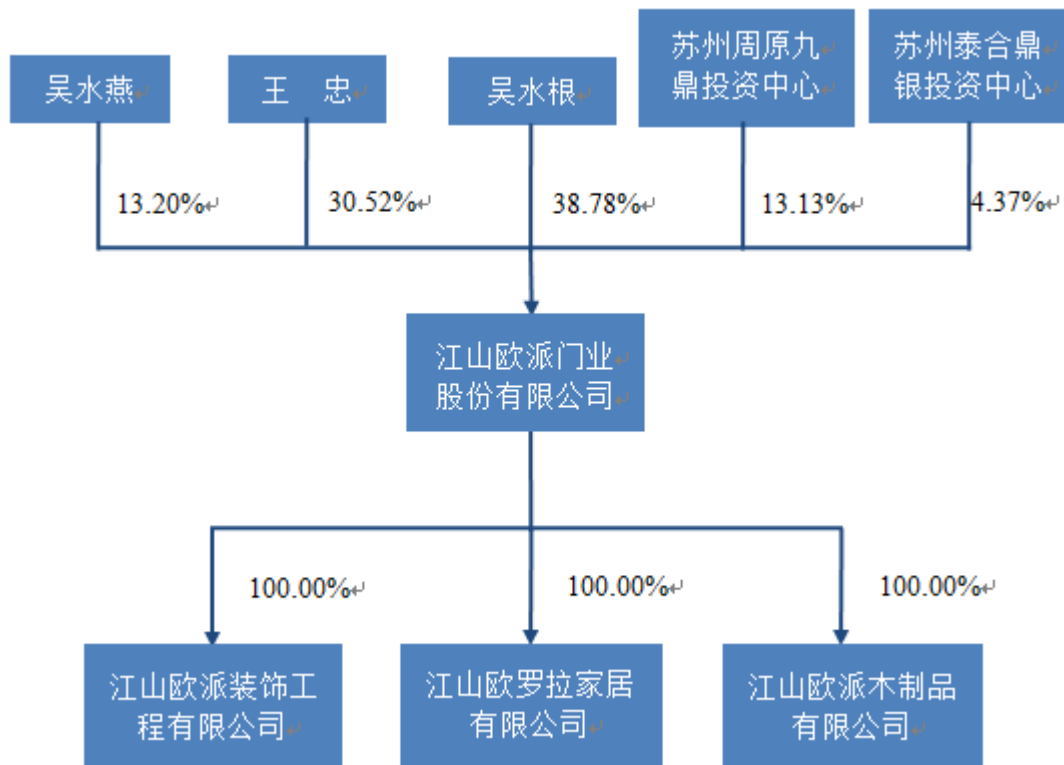 吴水燕
王 忠
吴水根
苏州周原九
鼎投资中心
苏州泰合鼎
银投资中心
13.20%
30.52%
38.78%
13.13%
4.37%
江山欧派门业
股份有限公司
100.00%
100.00%
100.00%
江山欧派装饰工
程有限公司
江山欧罗拉家居
有限公司
江山欧派木制品
有限公司